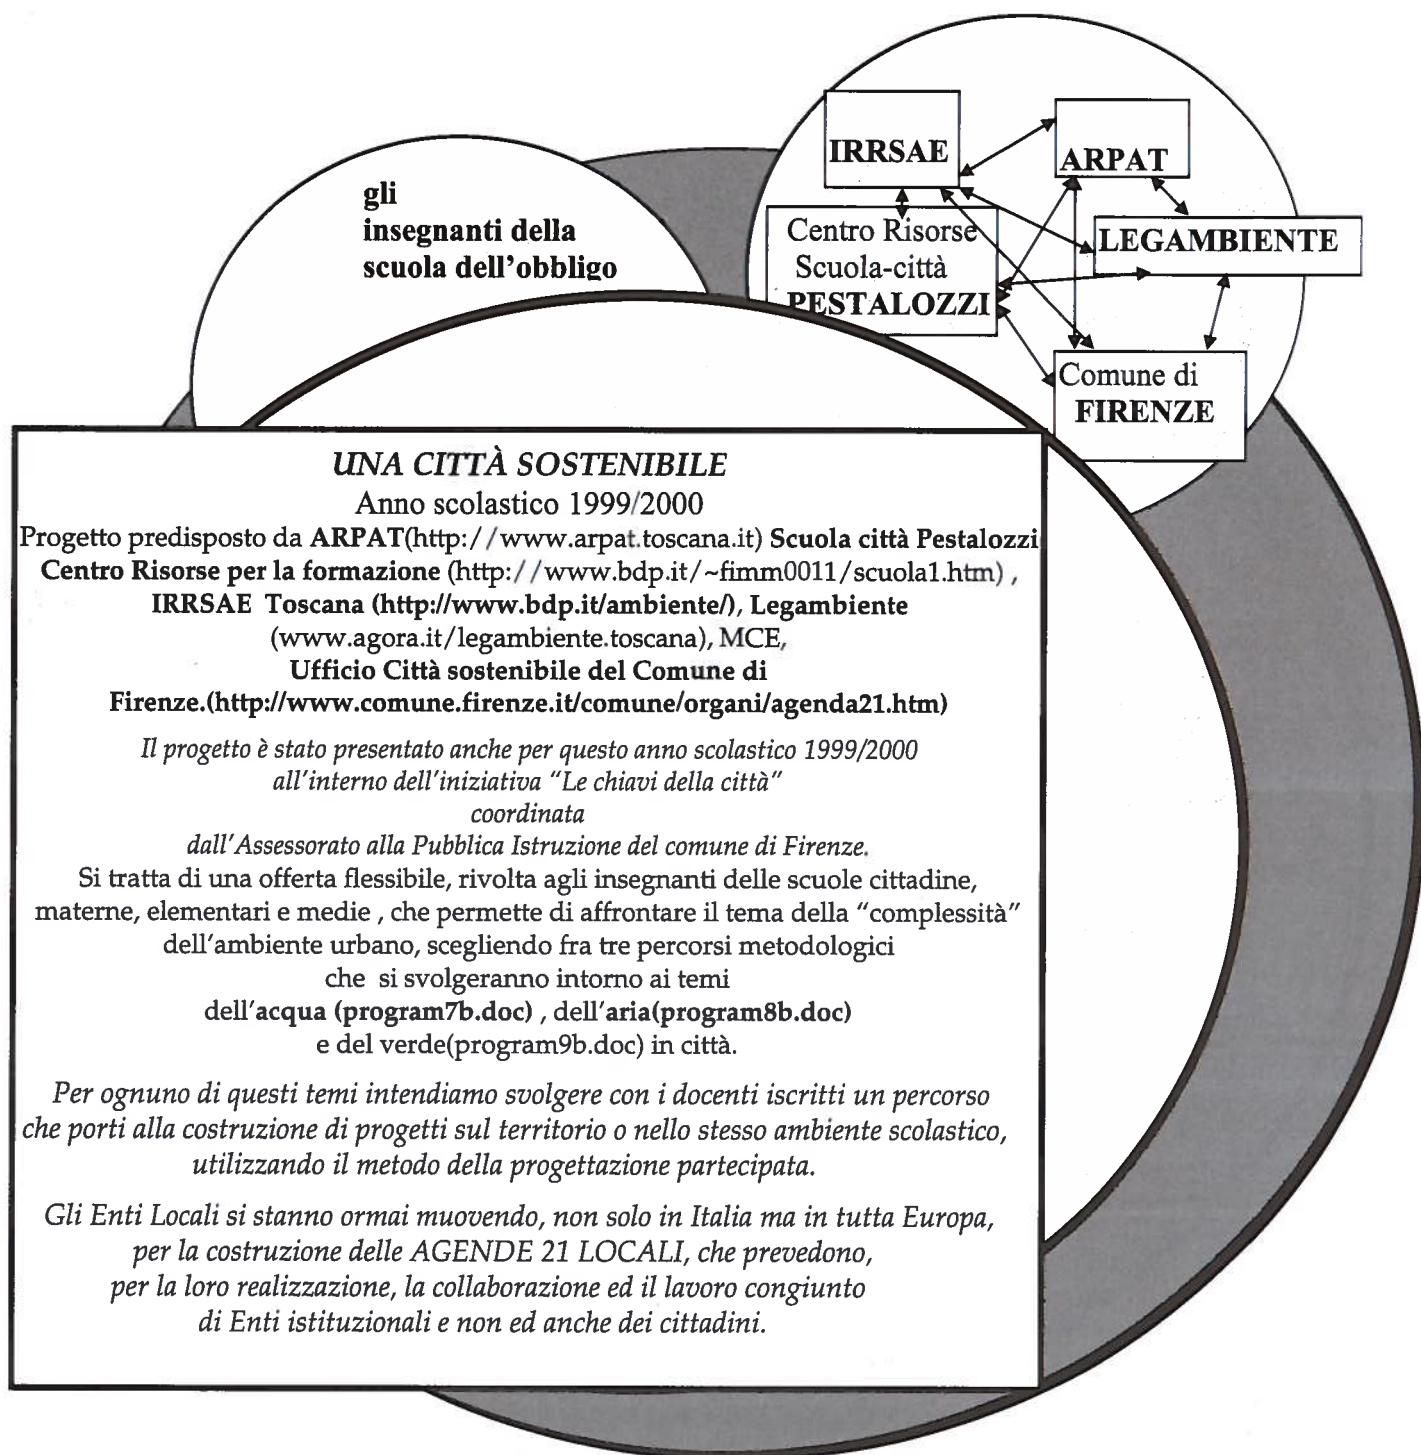 IRRSAE
ARPAT
gli
insegnanti della
scuola dell'obbligo
Centro Risorse
Scuola-città
PESTALOZZI
LEGAMBIENTE
Comune di
FIRENZE
UNA CITTÀ SOSTENIBILE
Anno scolastico 1999/2000
Progetto predisposto da ARPAT(http://www.arpat.toscana.it) Scuola città Pestalozzi
Centro Risorse per la formazione (http://www.bdp.it/~fimm0011/scuola1.htm) ,
IRRSAE Toscana (http://www.bdp.it/ambiente/), Legambiente
(www.agora.it/legambiente.toscana), MCE,
Ufficio Città sostenibile del Comune di
Firenze.(http://www.comune.firenze.it/comune/organi/agenda21.htm)
Il progetto è stato presentato anche per questo anno scolastico 1999/2000
all'interno dell'iniziativa "Le chiavi della città"
coordinata
dall'Assessorato alla Pubblica Istruzione del comune di Firenze.
Si tratta di una offerta flessibile, rivolta agli insegnanti delle scuole cittadine,
materne, elementari e medie , che permette di affrontare il tema della "complessità"
dell'ambiente urbano, scegliendo fra tre percorsi metodologici
che si svolgeranno intorno ai temi
dell'acqua (program7b.doc) , dell'aria(program8b.doc)
e del verde(program9b.doc) in città.
Per ognuno di questi temi intendiamo svolgere con i docenti iscritti un percorso
che porti alla costruzione di progetti sul territorio o nello stesso ambiente scolastico,
utilizzando il metodo della progettazione partecipata.
Gli Enti Locali si stanno ormai muovendo, non solo in Italia ma in tutta Europa,
per la costruzione delle AGENDE 21 LOCALI, che prevedono,
per la loro realizzazione, la collaborazione ed il lavoro congiunto
di Enti istituzionali e non ed anche dei cittadini.